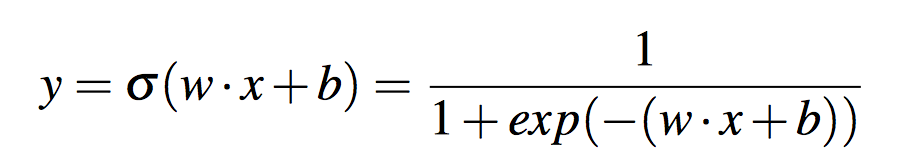 y = σ(w·x+b) = 1 / (1+exp(−(w·x+b)))